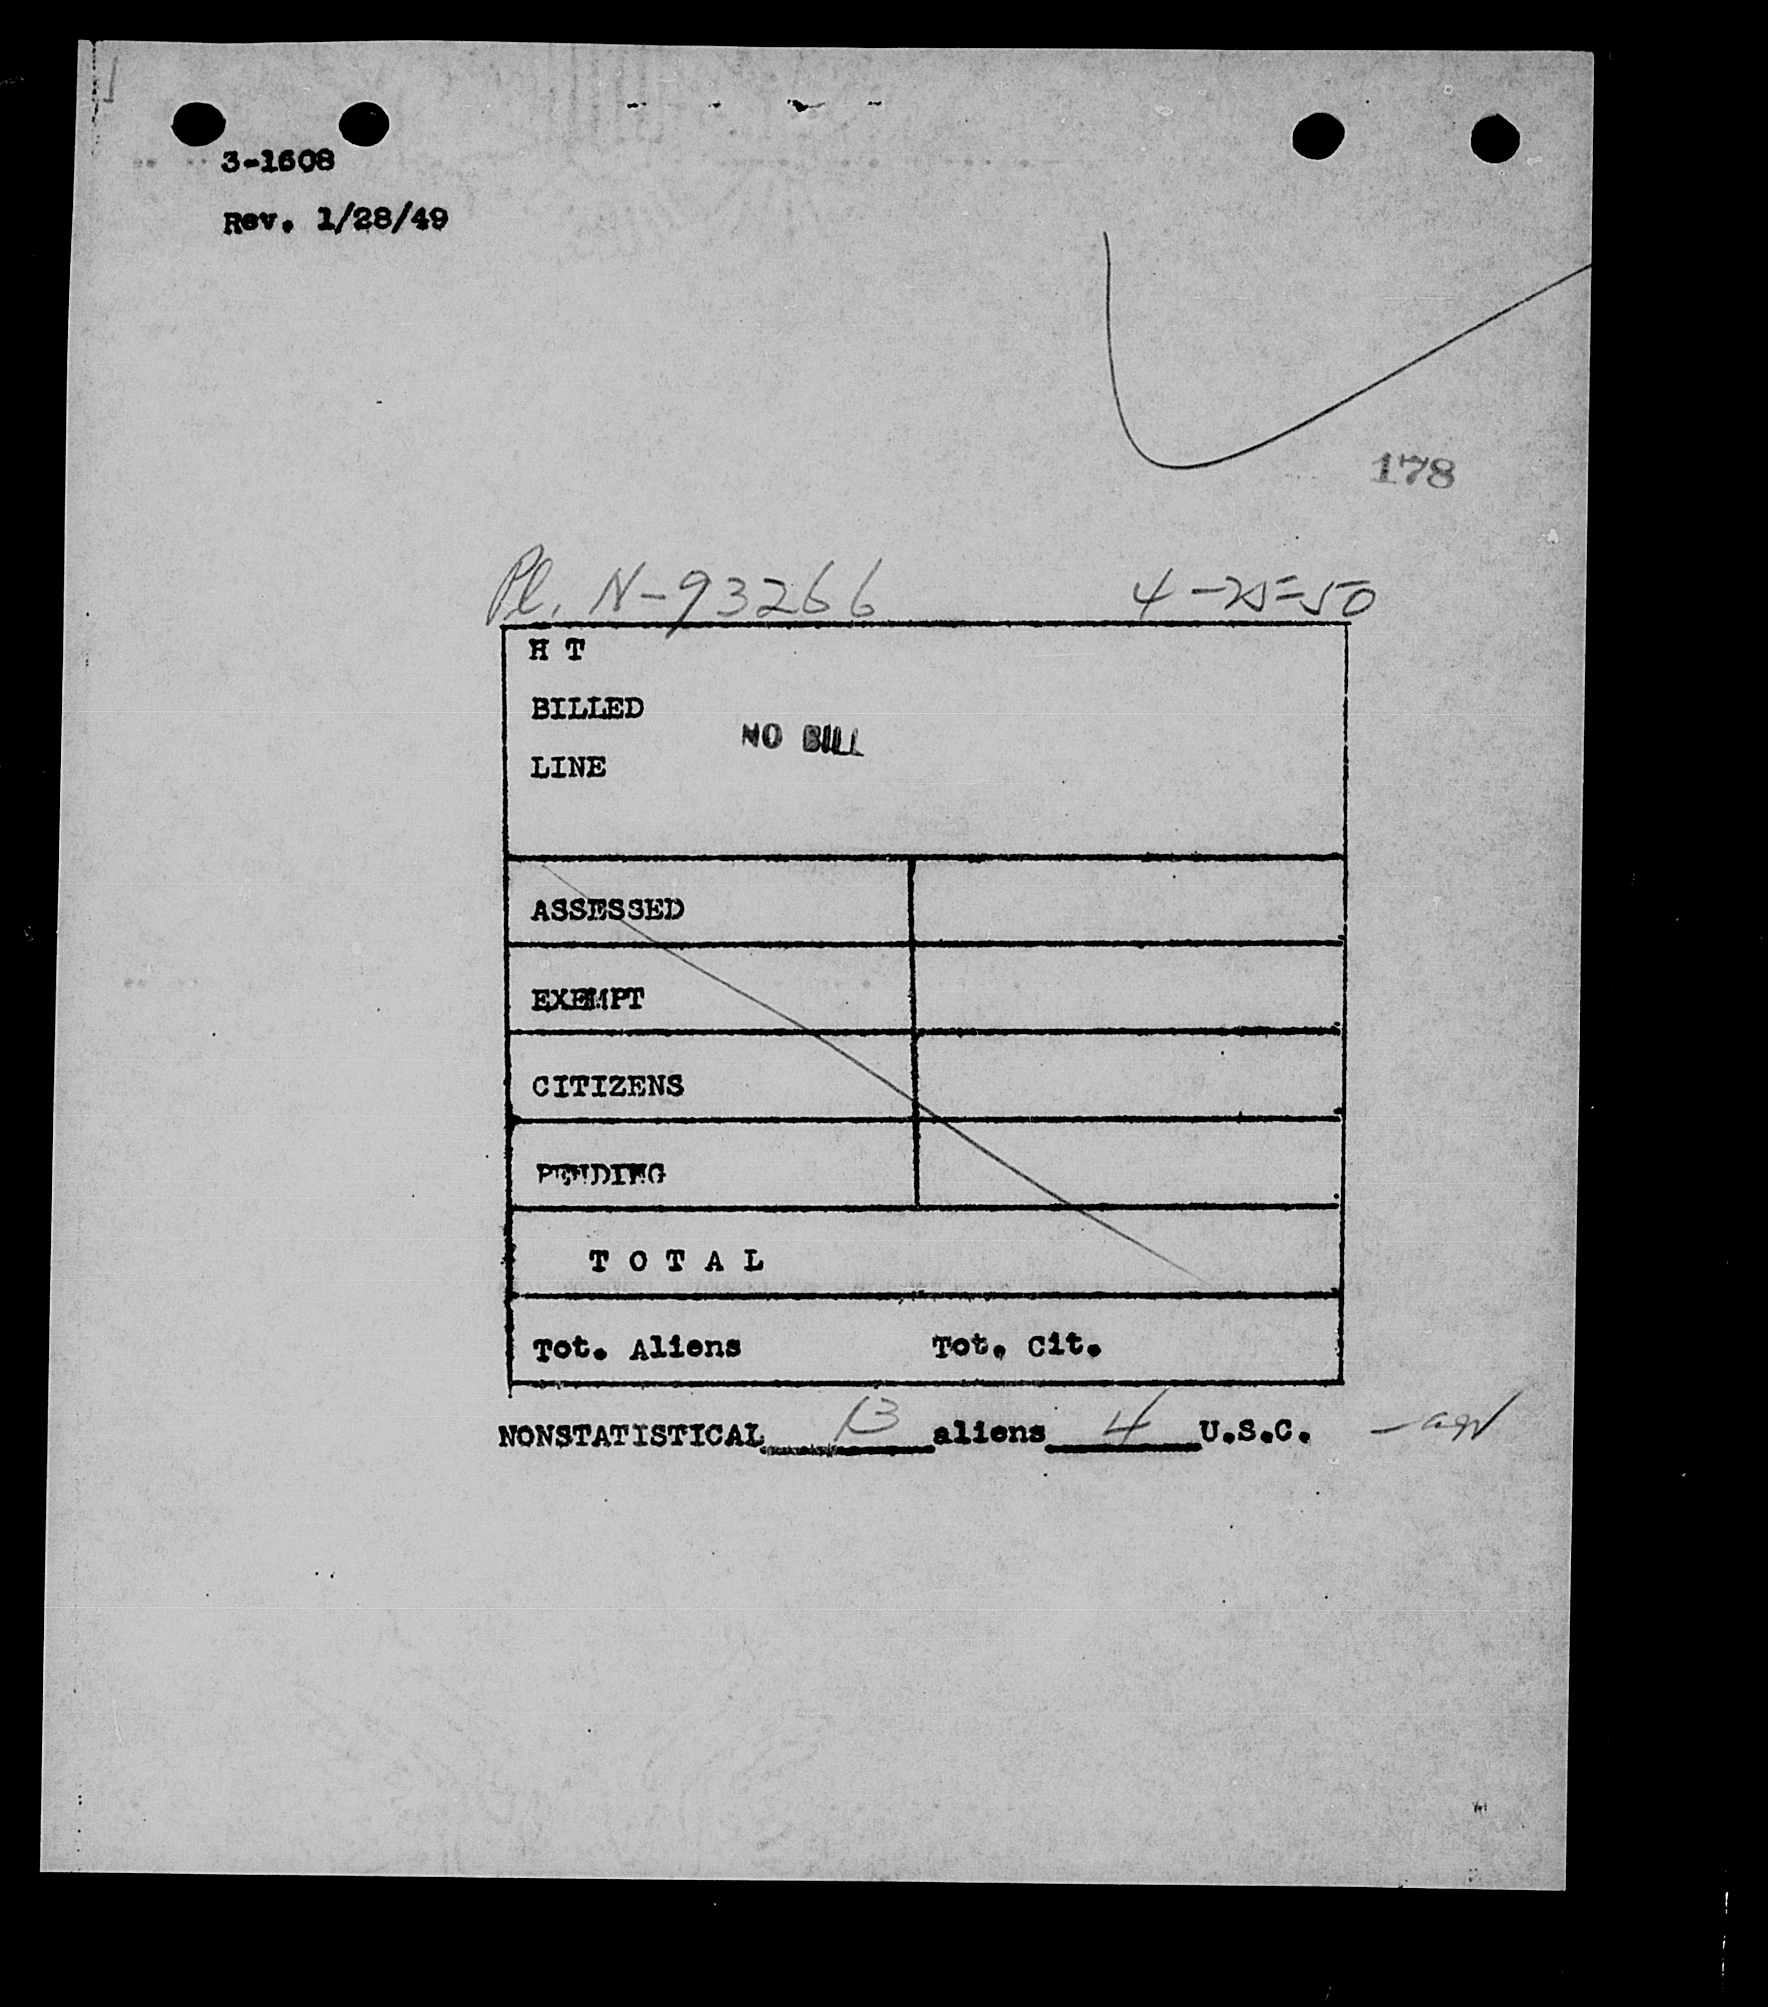 3-1608
Rev. 1/28/49
178
Pl. N-93266 4-25-50
H T
BILLED
NO BILL
LINE
ASSESSED
EXEMPT
CITIZENS
PENDING
T O T A L
Tot. Aliens Tot. Cit.
NONSTATISTICAL 13 aliens 4 U.S.C.